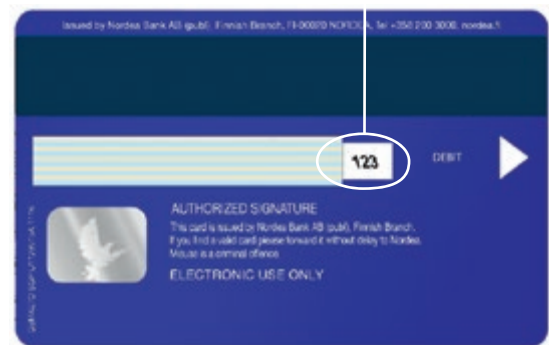 Issued by Nordea Bank AB (publ), Finnish Branch, FI-00020 NORDEA, Tel +358 200 3000, nordea.fi
123
DEBIT
AUTHORIZED SIGNATURE
This card is issued by Nordea Bank AB (publ), Finnish Branch.
If you find a valid card please forward it without delay to Nordea.
Misuse is a criminal offence.
ELECTRONIC USE ONLY